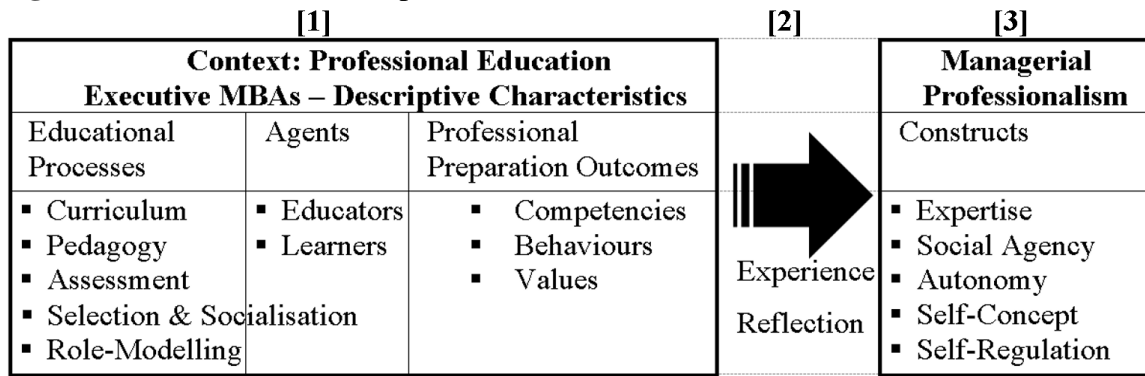 [1] [2] [3]
Context: Professional Education
Executive MBAs – Descriptive Characteristics
Educational
Processes
Agents
Professional
Preparation Outcomes
▪ Curriculum
▪ Pedagogy
▪ Assessment
▪ Selection & Socialisation
▪ Role-Modelling
▪ Educators
▪ Learners
▪ Competencies
▪ Behaviours
▪ Values
Experience
Reflection
Managerial
Professionalism
Constructs
▪ Expertise
▪ Social Agency
▪ Autonomy
▪ Self-Concept
▪ Self-Regulation